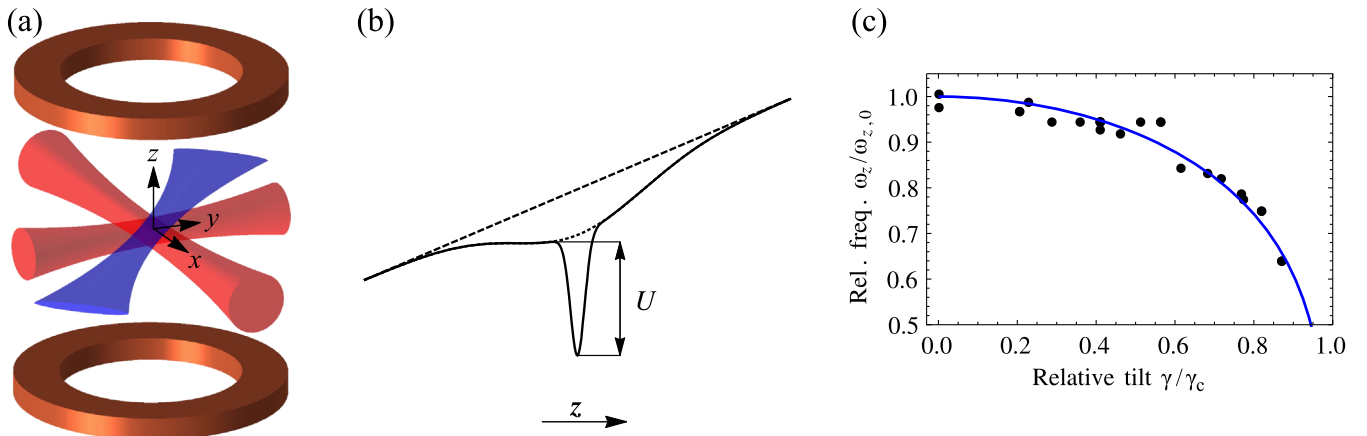 (a)
z
y
x
(b)
U
z
(c)
Rel. freq. ω_z/ω_{z,0}
1.0
0.9
0.8
0.7
0.6
0.5
0.0 0.2 0.4 0.6 0.8 1.0
Relative tilt γ/γ_c